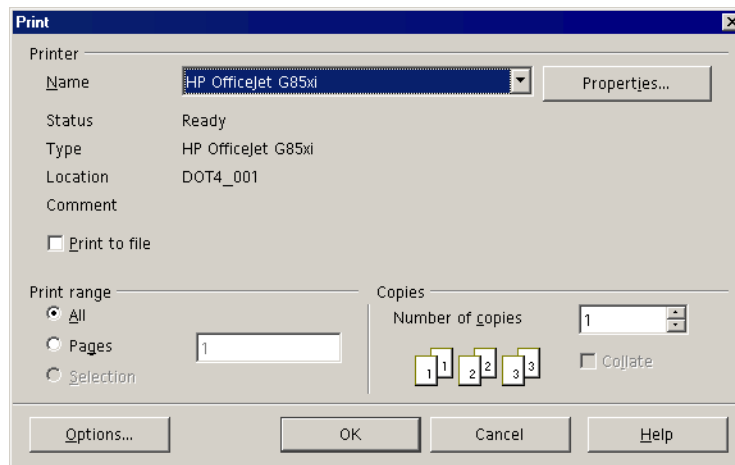 Print
Printer
Name HP OfficeJet G85xi Properties...
Status Ready
Type HP OfficeJet G85xi
Location DOT4_001
Comment
Print to file
Print range Copies
All Number of copies 1
Pages 1
1 1 2 2 3 3 Collate
Selection
Options... OK Cancel Help